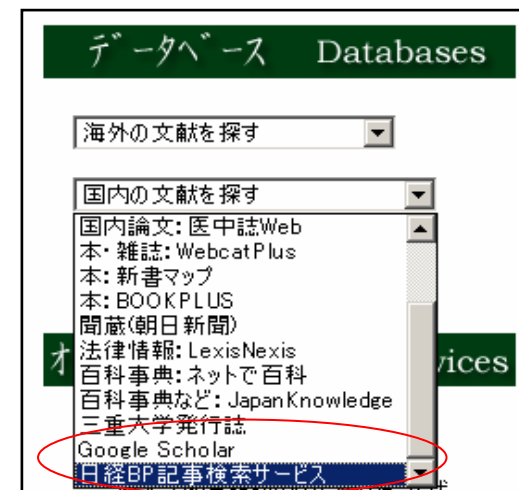 データベース Databases
海外の文献を探す
国内の文献を探す
国内論文: 医中誌Web
本・雑誌: WebcatPlus
本: 新書マップ
本: BOOKPLUS
聞蔵(朝日新聞)
法律情報: LexisNexis
オ vices
百科事典: ネットで百科
百科事典など: JapanKnowledge
三重大学発行誌
Google Scholar
日経BP記事検索サービス